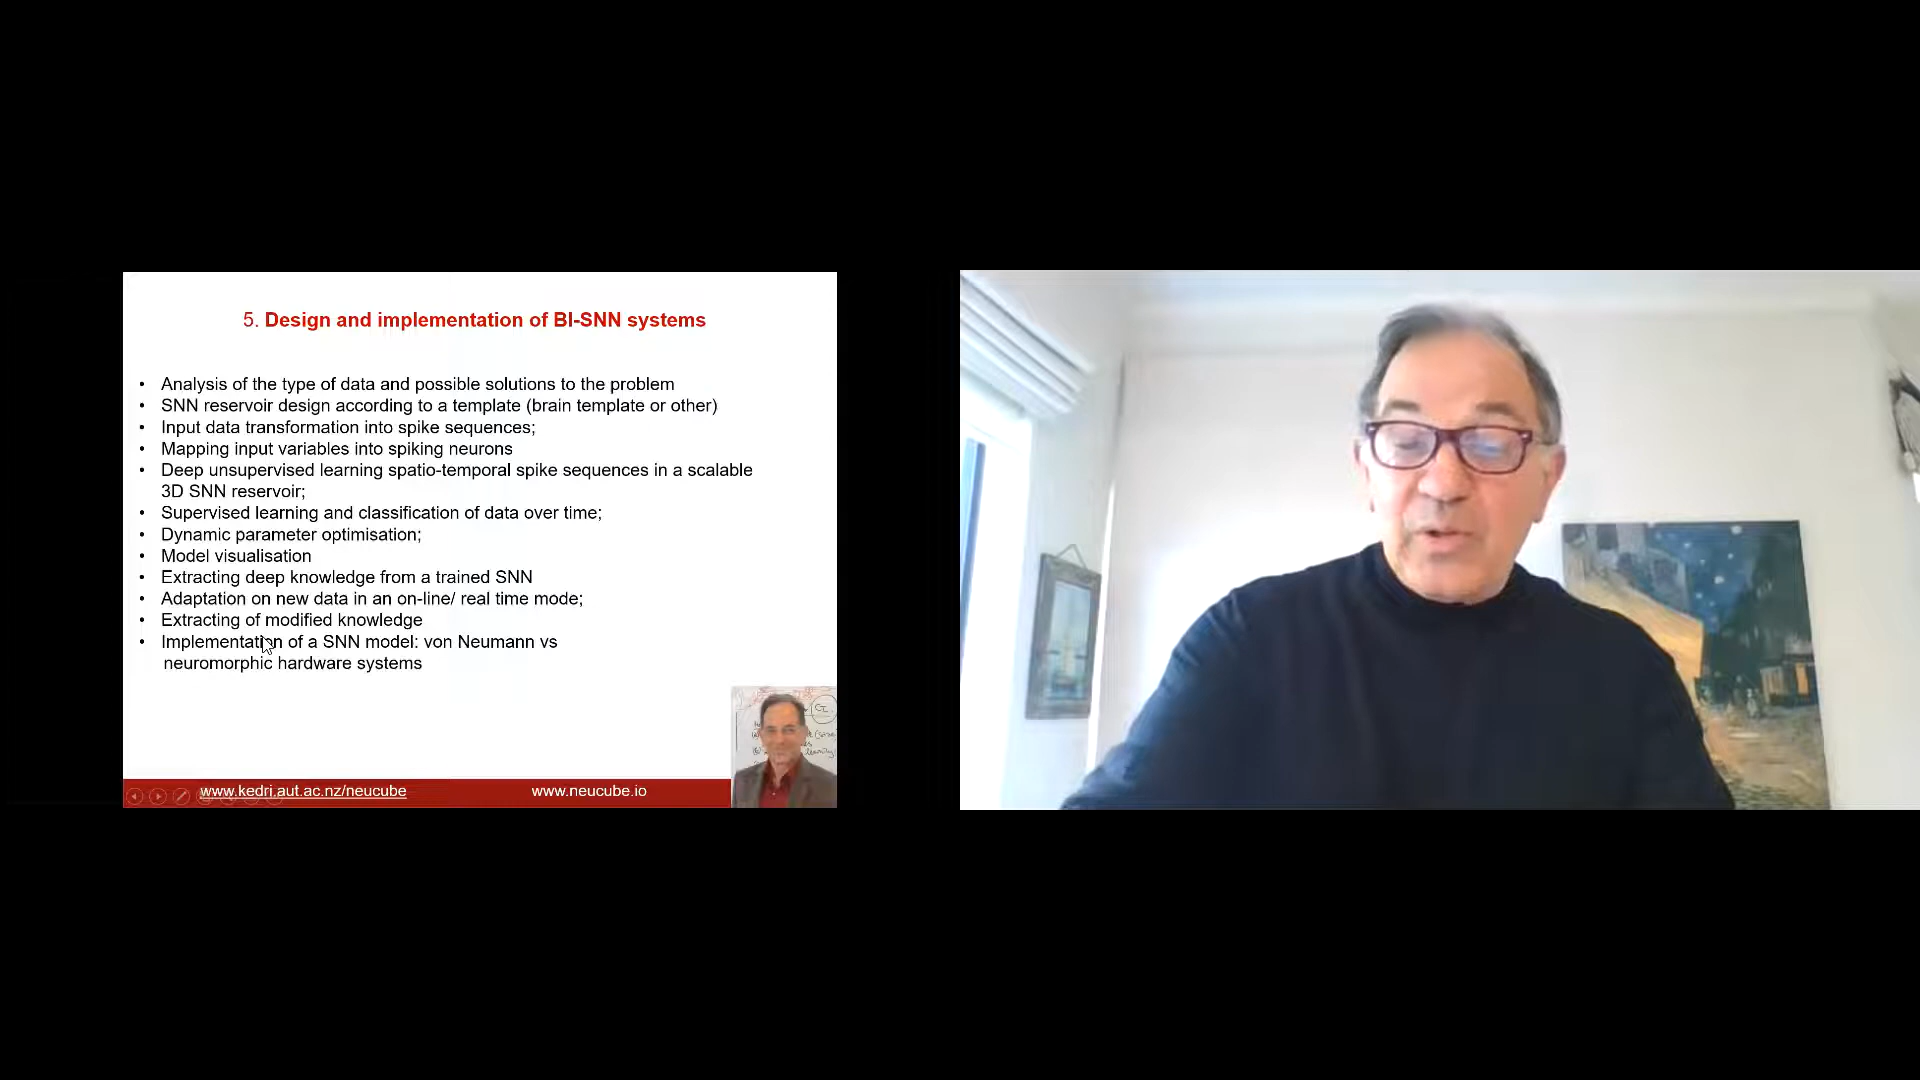 5. Design and implementation of BI-SNN systems
• Analysis of the type of data and possible solutions to the problem
• SNN reservoir design according to a template (brain template or other)
• Input data transformation into spike sequences;
• Mapping input variables into spiking neurons
• Deep unsupervised learning spatio-temporal spike sequences in a scalable
3D SNN reservoir;
• Supervised learning and classification of data over time;
• Dynamic parameter optimisation;
• Model visualisation
• Extracting deep knowledge from a trained SNN
• Adaptation on new data in an on-line/ real time mode;
• Extracting of modified knowledge
• Implementation of a SNN model: von Neumann vs
neuromorphic hardware systems
www.kedri.aut.ac.nz/neucube www.neucube.io